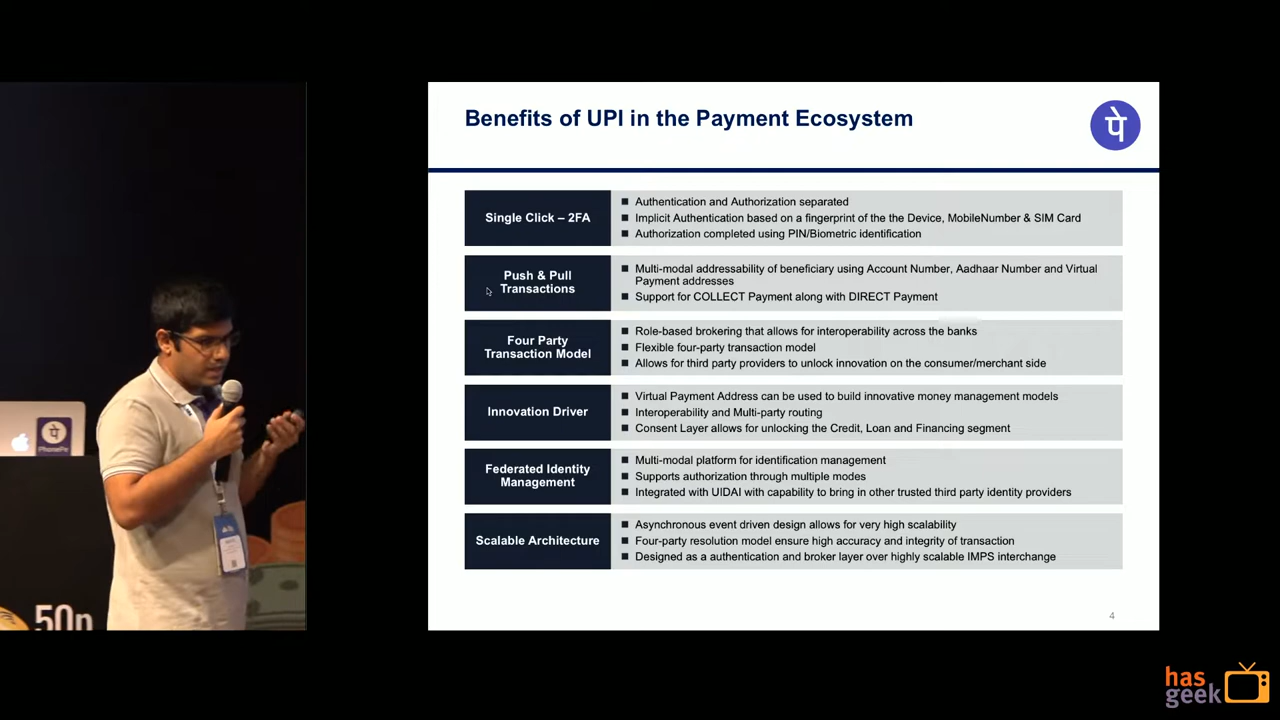 Benefits of UPI in the Payment Ecosystem
पे
Single Click – 2FA
Authentication and Authorization separated
Implicit Authentication based on a fingerprint of the the Device, MobileNumber & SIM Card
Authorization completed using PIN/Biometric identification
Push & Pull
Transactions
Multi-modal addressability of beneficiary using Account Number, Aadhaar Number and Virtual
Payment addresses
Support for COLLECT Payment along with DIRECT Payment
Four Party
Transaction Model
Role-based brokering that allows for interoperability across the banks
Flexible four-party transaction model
Allows for third party providers to unlock innovation on the consumer/merchant side
Innovation Driver
Virtual Payment Address can be used to build innovative money management models
Interoperability and Multi-party routing
Consent Layer allows for unlocking the Credit, Loan and Financing segment
Federated Identity
Management
Multi-modal platform for identification management
Supports authorization through multiple modes
Integrated with UIDAI with capability to bring in other trusted third party identity providers
Scalable Architecture
Asynchronous event driven design allows for very high scalability
Four-party resolution model ensure high accuracy and integrity of transaction
Designed as a authentication and broker layer over highly scalable IMPS interchange
4
पे
PhonePe
50p
has
geek